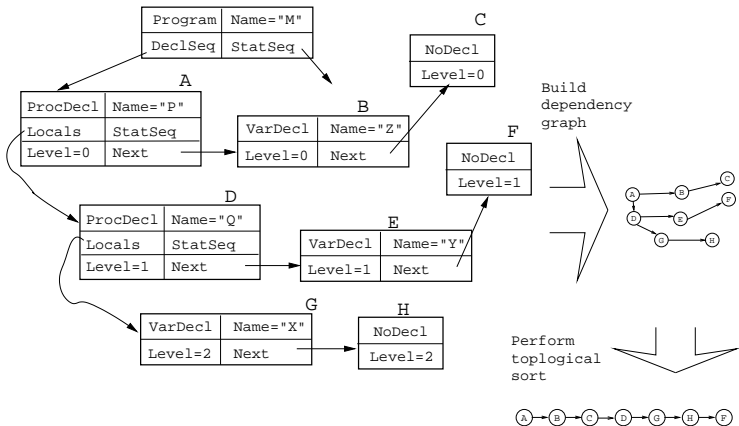 C
Program Name="M"
DeclSeq StatSeq
NoDecl
Level=0
A
ProcDecl Name="P"
Locals StatSeq
Level=0 Next
B
VarDecl Name="Z"
Level=0 Next
F
NoDecl
Level=1
Build
dependency
graph
D
ProcDecl Name="Q"
Locals StatSeq
Level=1 Next
E
VarDecl Name="Y"
Level=1 Next
A B C
D E F
G H
G
VarDecl Name="X"
Level=2 Next
H
NoDecl
Level=2
Perform
toplogical
sort
A B C D G H F